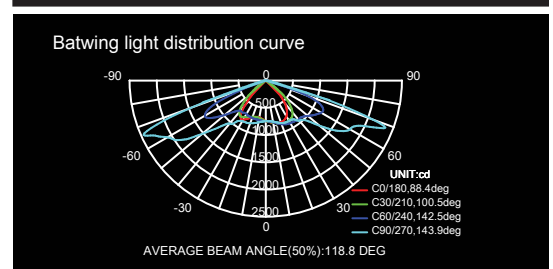 Batwing light distribution curve
-90 0 90
500
1000
-60 60
1500
UNIT:cd
2000
C0/180,88.4deg
-30 30
C30/210,100.5deg
2500
C60/240,142.5deg
0
C90/270,143.9deg
AVERAGE BEAM ANGLE(50%):118.8 DEG